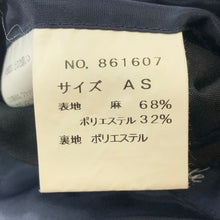 NO. 861607
サイズ AS
表地 麻 68%
ポリエステル 32%
裏地 ポリエステル